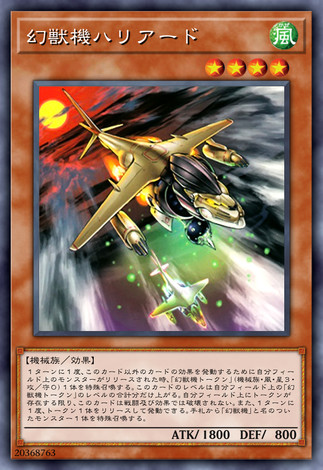 幻獣機ハリアード
風
【機械族／効果】
１ターンに１度、このカード以外のカードの効果を発動するために自分フィ
ールド上のモンスターがリリースされた時、「幻獣機トークン」（機械族・風・星３・
攻／守０）１体を特殊召喚する。このカードのレベルは自分フィールド上の「幻
獣機トークン」のレベルの合計分だけ上がる。自分フィールド上にトークンが
存在する限り、このカードは戦闘及び効果では破壊されない。また、１ターンに
１度、トークン１体をリリースして発動できる。手札から「幻獣機」と名のつい
たモンスター１体を特殊召喚する。
ATK/ 1800 DEF/ 800
20368763